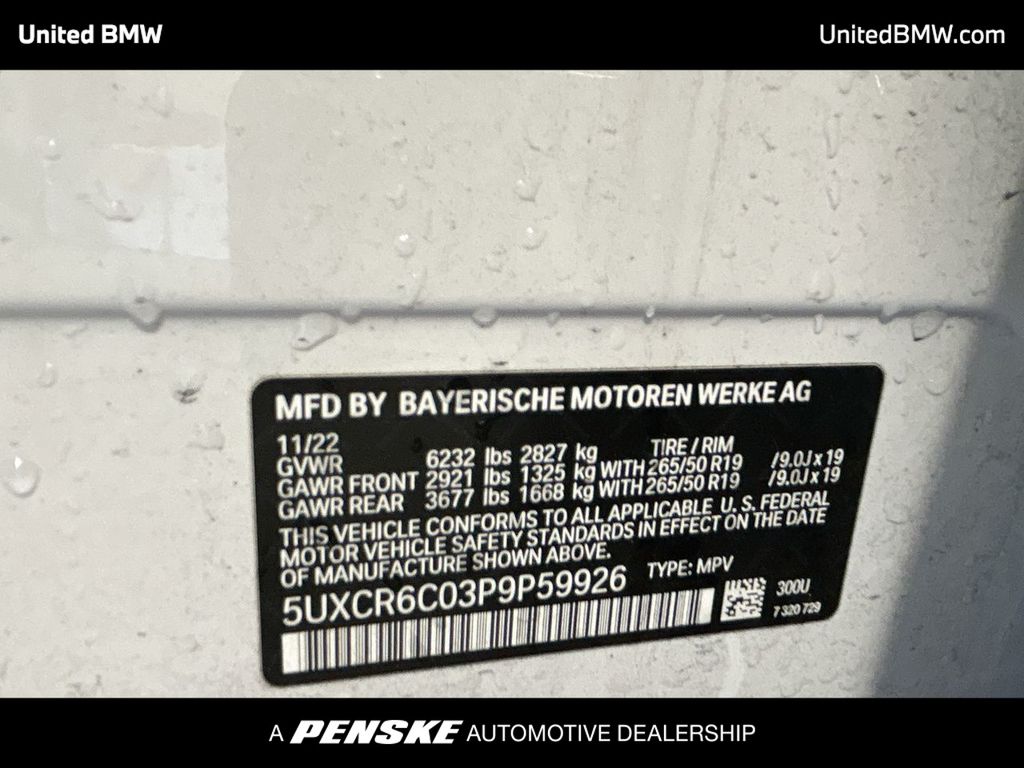 United BMW
UnitedBMW.com
MFD BY BAYERISCHE MOTOREN WERKE AG
11/22
GVWR 6232 lbs 2827 kg TIRE / RIM
GAWR FRONT 2921 lbs 1325 kg WITH 265/50 R19 /9.0J x 19
GAWR REAR 3677 lbs 1668 kg WITH 265/50 R19 /9.0J x 19
THIS VEHICLE CONFORMS TO ALL APPLICABLE U. S. FEDERAL
MOTOR VEHICLE SAFETY STANDARDS IN EFFECT ON THE DATE
OF MANUFACTURE SHOWN ABOVE.
5UXCR6C03P9P59926 TYPE: MPV
300U
7 320 729
A PENSKE AUTOMOTIVE DEALERSHIP